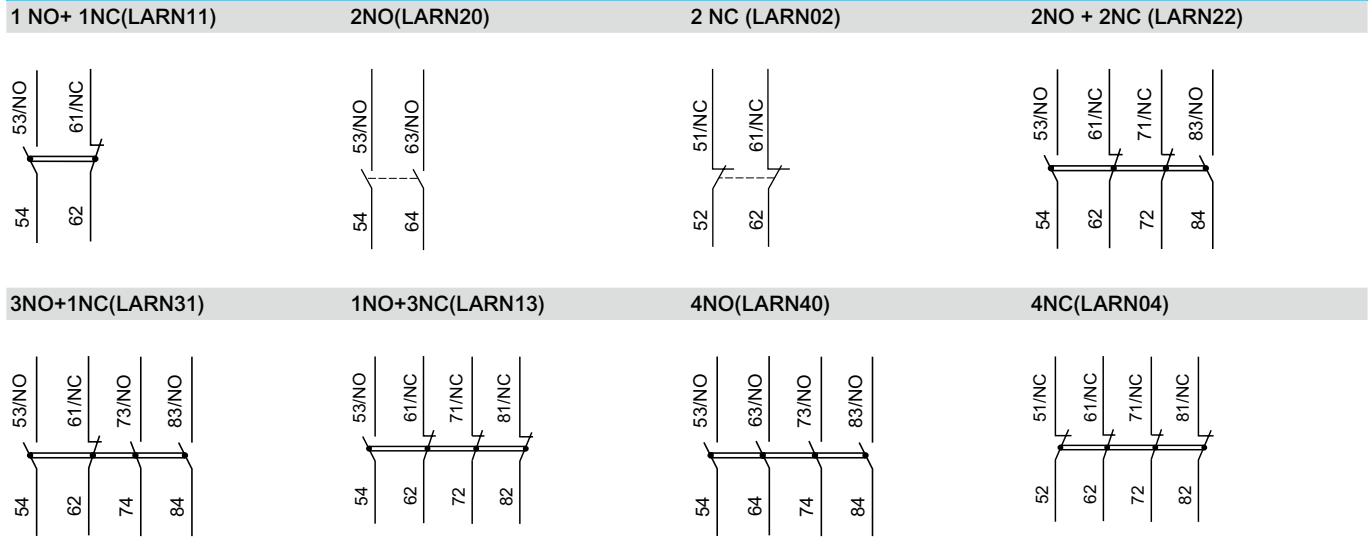 1 NO+ 1NC(LARN11)
2NO(LARN20)
2 NC (LARN02)
2NO + 2NC (LARN22)
53/NO
61/NC
54
62
53/NO
63/NO
54
64
51/NC
61/NC
52
62
53/NO
61/NC
71/NC
83/NO
54
62
72
84
3NO+1NC(LARN31)
1NO+3NC(LARN13)
4NO(LARN40)
4NC(LARN04)
53/NO
61/NC
73/NO
83/NO
54
62
74
84
53/NO
61/NC
71/NC
81/NC
54
62
72
82
53/NO
63/NO
73/NO
83/NO
54
64
74
84
51/NC
61/NC
71/NC
81/NC
52
62
72
82